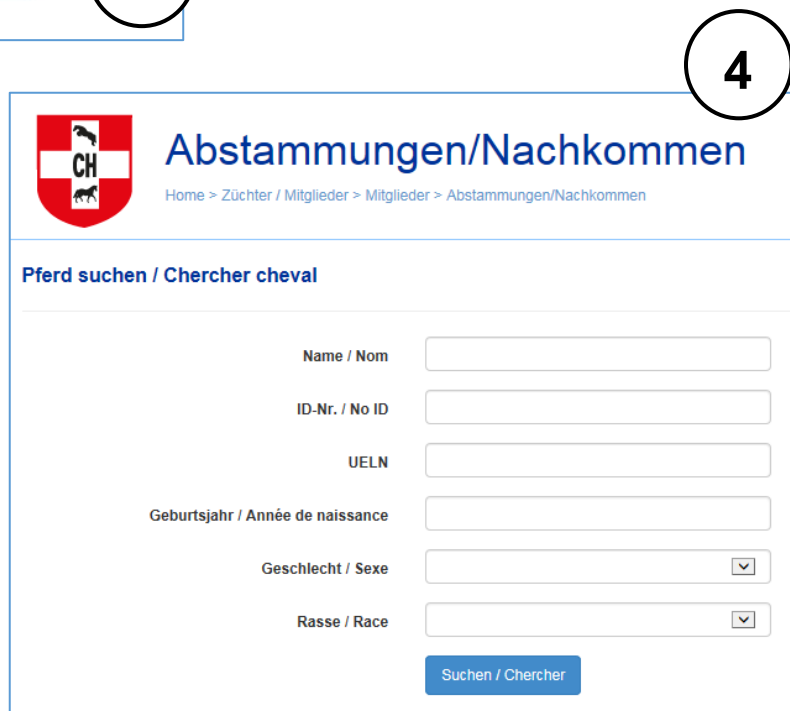 4
CH
Abstammungen/Nachkommen
Home > Züchter / Mitglieder > Mitglieder > Abstammungen/Nachkommen
Pferd suchen / Chercher cheval
Name / Nom
ID-Nr. / No ID
UELN
Geburtsjahr / Année de naissance
Geschlecht / Sexe
Rasse / Race
Suchen / Chercher